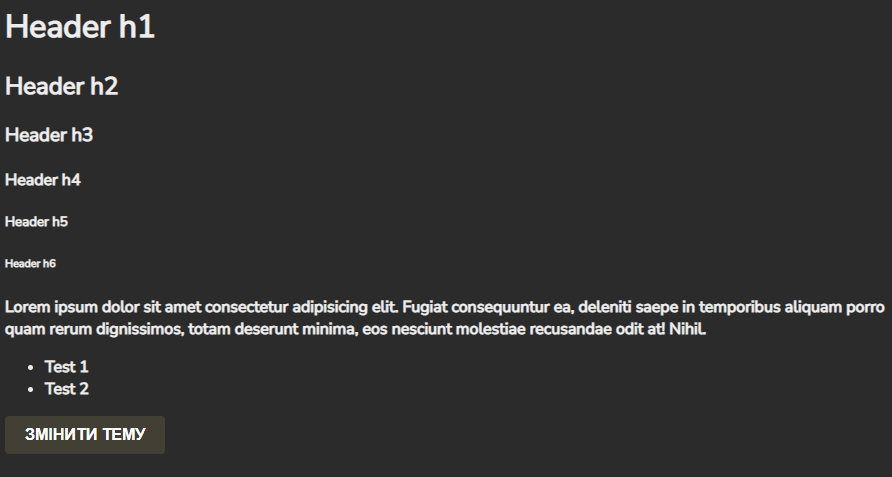 Header h1
Header h2
Header h3
Header h4
Header h5
Header h6
Lorem ipsum dolor sit amet consectetur adipisicing elit. Fugiat consequuntur ea, deleniti saepe in temporibus aliquam porro
quam rerum dignissimos, totam deserunt minima, eos nesciunt molestiae recusandae odit at! Nihil.
• Test 1
• Test 2
ЗМІНИТИ ТЕМУ